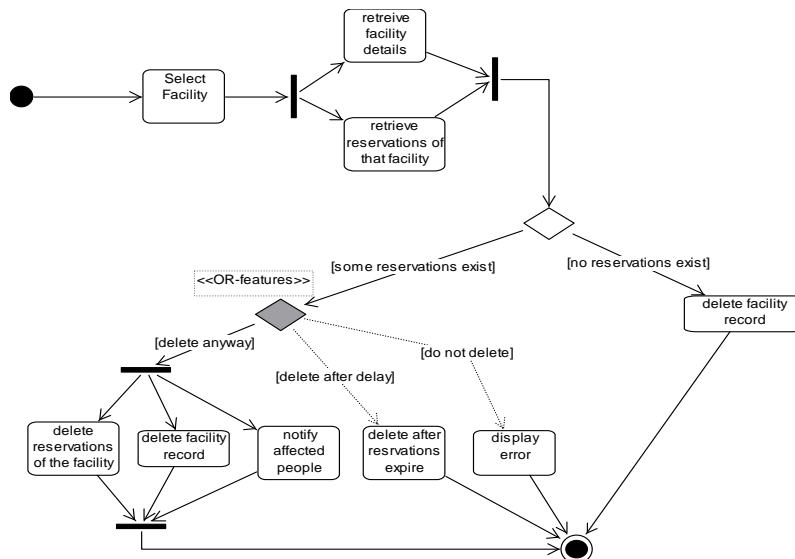 retreive
facility
details
Select
Facility
retrieve
reservations of
that facility
[some reservations exist]
[no reservations exist]
<<OR-features>>
delete facility
record
[delete anyway]
[do not delete]
[delete after delay]
delete
reservations
of the facility
delete facility
record
notify
affected
people
delete after
resrvations
expire
display
error